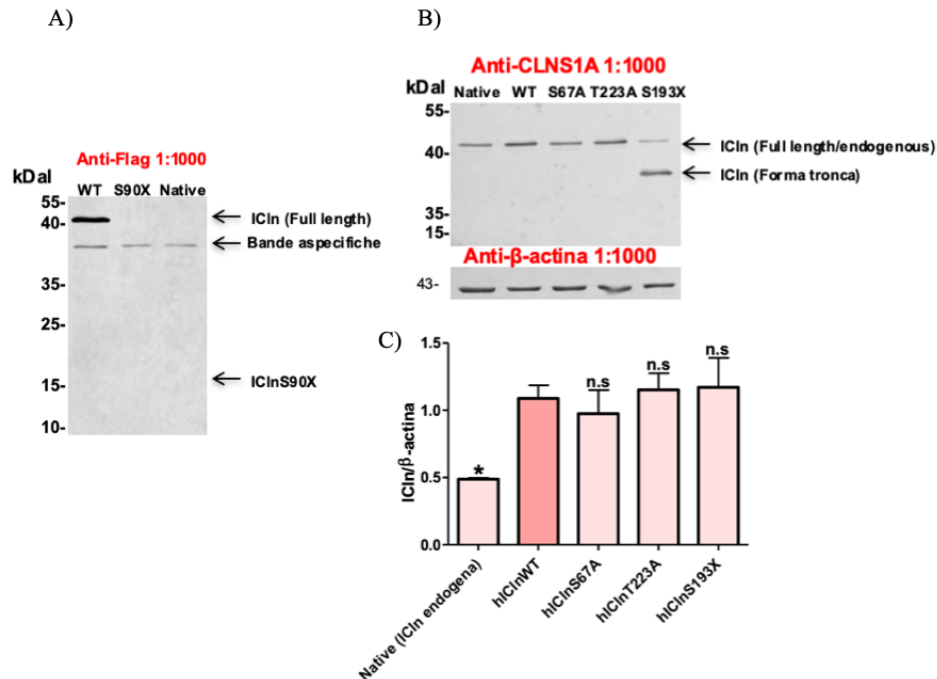 A)
Anti-Flag 1:1000
kDal
WT S90X Native
55-
40-
35-
25-
15-
10-
ICln (Full length)
Bande aspecifiche
IClnS90X
B)
Anti-CLNS1A 1:1000
kDal
Native WT S67A T223A S193X
55-
40-
35-
15-
ICln (Full length/endogenous)
ICln (Forma tronca)
Anti-β-actina 1:1000
43-
C)
ICln/β-actina
1.5
1.0
0.5
0.0
*
n.s
n.s
n.s
Native (ICln endogena)
hIClnWT
hIClnS67A
hIClnT223A
hIClnS193X